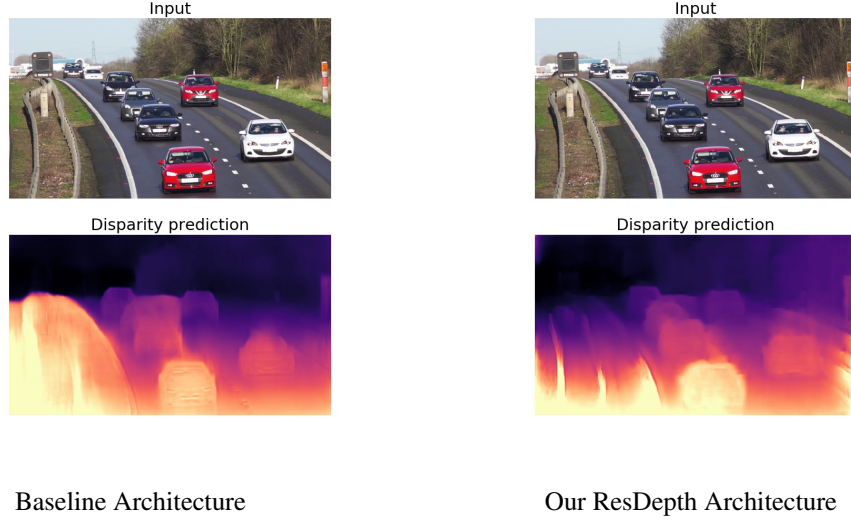 Input
Input
Disparity prediction
Disparity prediction
Baseline Architecture
Our ResDepth Architecture